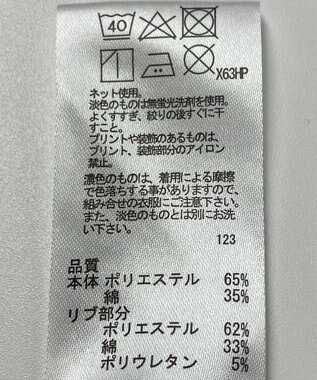 40
X63HP
ネット使用。
淡色のものは無蛍光洗剤を使用。
よくすすぎ、絞りの後すぐに干
すこと。
プリントや装飾のあるものは、
プリント、装飾部分のアイロン
禁止。
濃色のものは、着用による摩擦
で色落ちする事がありますので、
組み合せの衣服にご注意下さい。
また、淡色のものとは別にお洗
い下さい。
123
品質
本体 ポリエステル 65%
綿 35%
リブ部分
ポリエステル 62%
綿 33%
ポリウレタン 5%